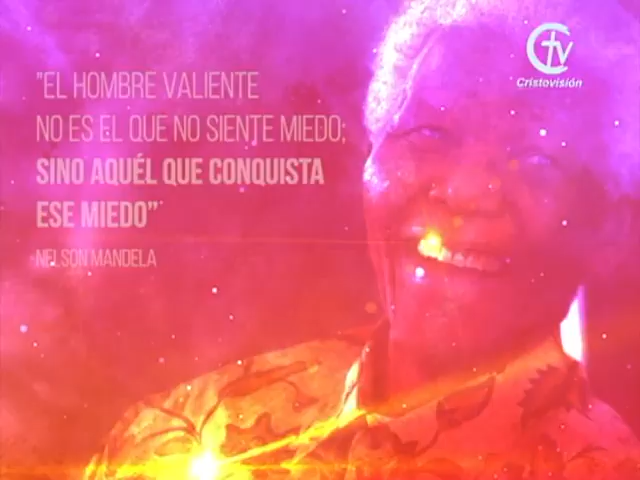 "EL HOMBRE VALIENTE
NO ES EL QUE NO SIENTE MIEDO;
SINO AQUÉL QUE CONQUISTA
ESE MIEDO"
NELSON MANDELA
CTV
Cristovisión